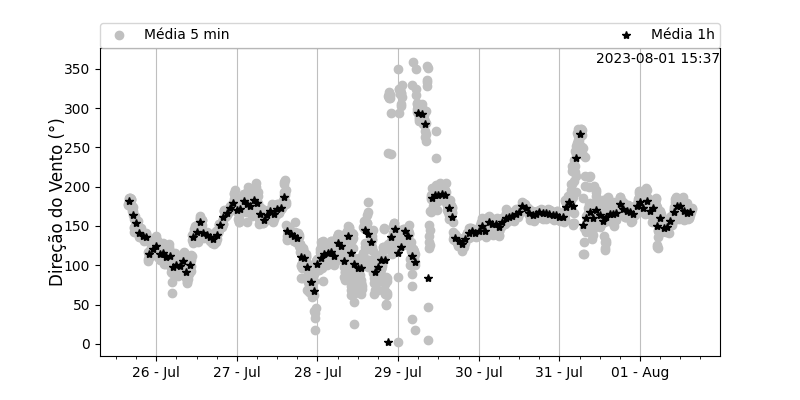 Média 5 min
Média 1h
2023-08-01 15:37
Direção do Vento (°)
350
300
250
200
150
100
50
0
26 - Jul
27 - Jul
28 - Jul
29 - Jul
30 - Jul
31 - Jul
01 - Aug